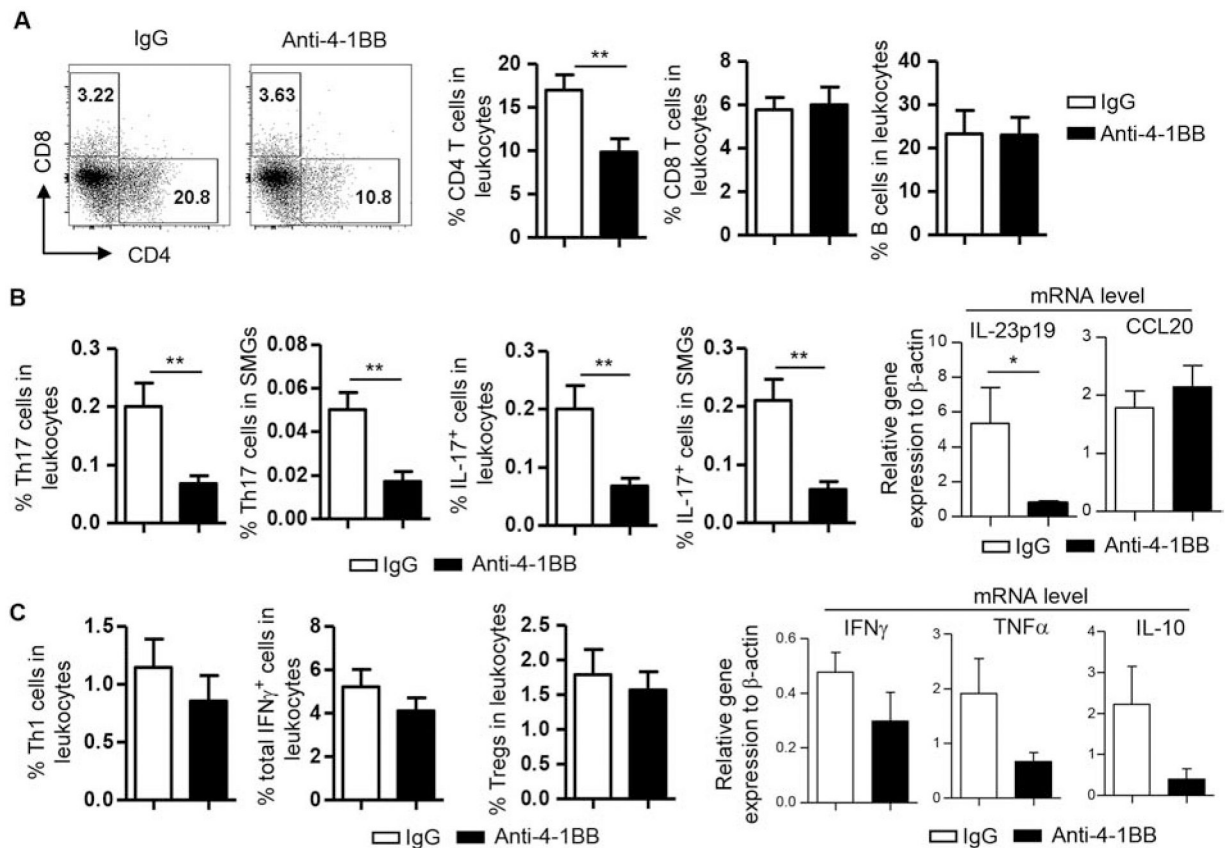 A
IgG
Anti-4-1BB
3.22
20.8
3.63
10.8
CD8
CD4
% CD4 T cells in
leukocytes
20
15
10
5
0
**
% CD8 T cells in
leukocytes
8
6
4
2
0
% B cells in leukocytes
40
30
20
10
0
IgG
Anti-4-1BB
B
% Th17 cells in
leukocytes
0.3
0.2
0.1
0.0
**
% Th17 cells in SMGs
0.08
0.06
0.04
0.02
0.00
**
% IL-17+ cells in
leukocytes
0.3
0.2
0.1
0.0
**
% IL-17+ cells in SMGs
0.3
0.2
0.1
0.0
**
IgG
Anti-4-1BB
mRNA level
IL-23p19
CCL20
Relative gene
expression to β-actin
10
8
6
4
2
0
*
3
2
1
0
IgG
Anti-4-1BB
C
% Th1 cells in
leukocytes
1.5
1.0
0.5
0.0
% total IFNγ+ cells in
leukocytes
8
6
4
2
0
% Tregs in leukocytes
2.5
2.0
1.5
1.0
0.5
0.0
IgG
Anti-4-1BB
mRNA level
IFNγ
TNFα
IL-10
Relative gene
expression to β-actin
0.6
0.4
0.2
0.0
3
2
1
0
4
3
2
1
0
IgG
Anti-4-1BB